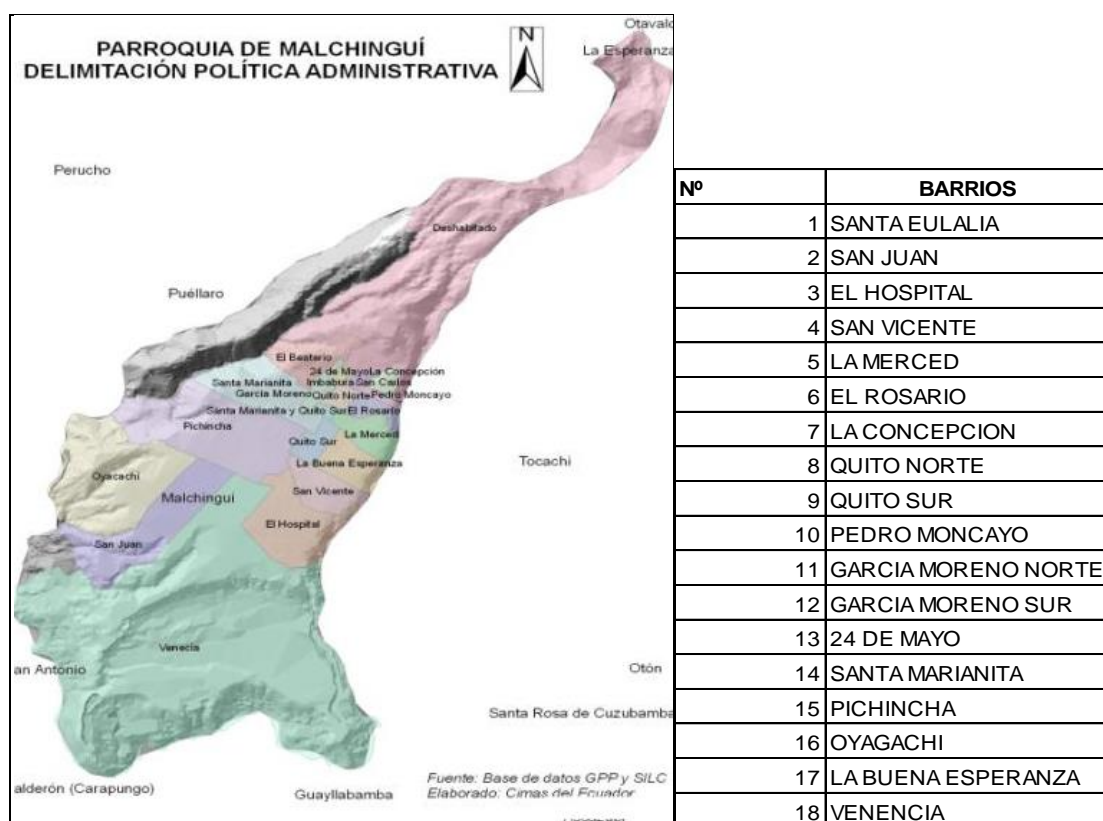 PARROQUIA DE MALCHINGUÍ
DELIMITACIÓN POLÍTICA ADMINISTRATIVA
N
Otavalo
La Esperanza
Perucho
Deshabitado
Puéllaro
El Beaterio
24 de Mayo La Concepción
Santa Marianita Imbabura San Carlos
García Moreno Quito Norte Pedro Moncayo
Santa Marianita y Quito Sur El Rosario
Pichincha
La Merced
Quito Sur
La Buena Esperanza
Tocachi
Oyacachi
San Vicente
Malchingui
El Hospital
San Juan
Venecia
an Antonio
Otón
Santa Rosa de Cuzubamba
Fuente: Base de datos GPP y SILC
Elaborado: Cimas del Ecuador
alderón (Carapungo)
Guayllabamba
Nº BARRIOS
1 SANTA EULALIA
2 SAN JUAN
3 EL HOSPITAL
4 SAN VICENTE
5 LA MERCED
6 EL ROSARIO
7 LA CONCEPCION
8 QUITO NORTE
9 QUITO SUR
10 PEDRO MONCAYO
11 GARCIA MORENO NORTE
12 GARCIA MORENO SUR
13 24 DE MAYO
14 SANTA MARIANITA
15 PICHINCHA
16 OYAGACHI
17 LA BUENA ESPERANZA
18 VENENCIA